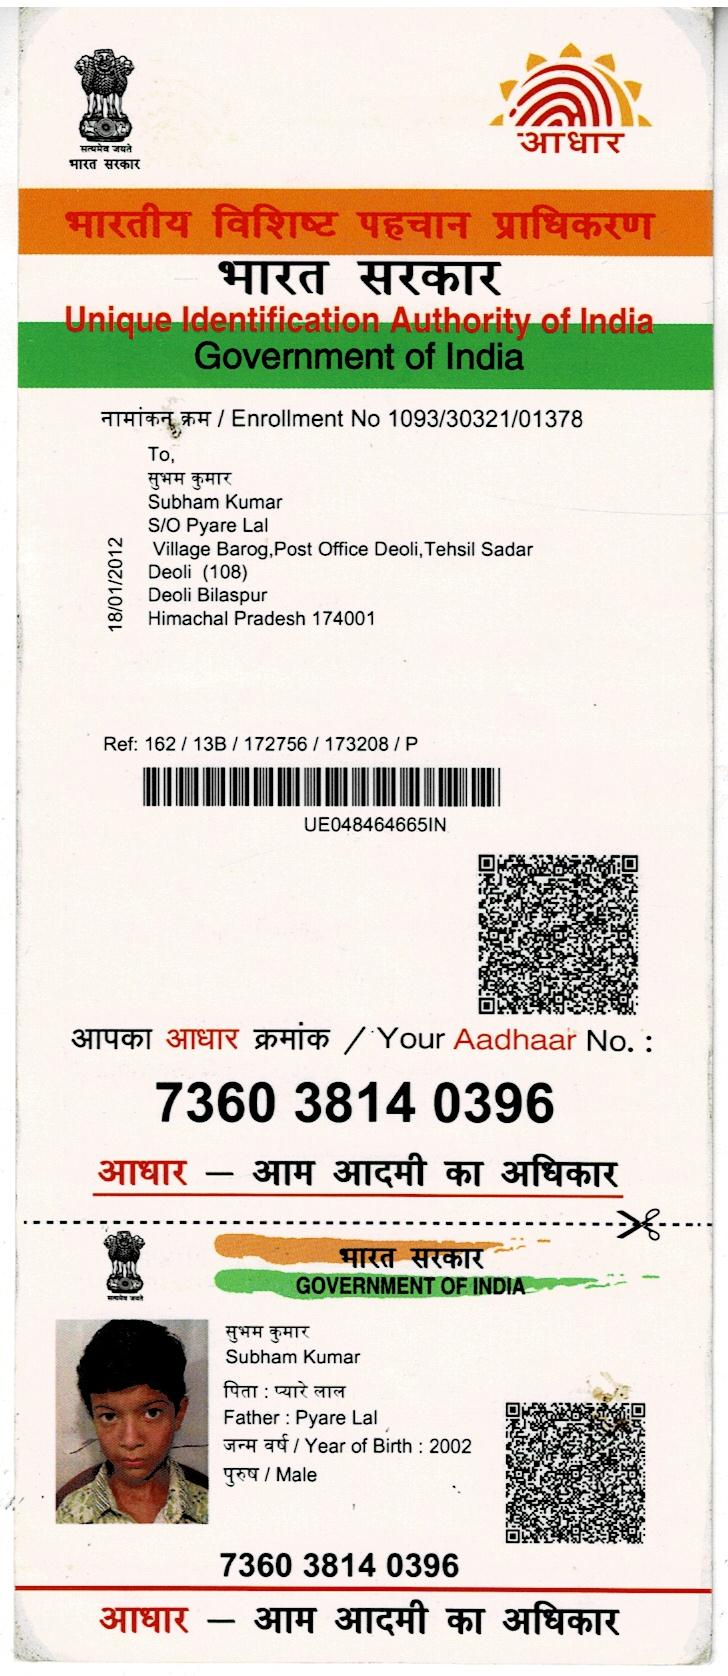 सत्यमेव जयते
भारत सरकार
आधार
भारतीय विशिष्ट पहचान प्राधिकरण
भारत सरकार
Unique Identification Authority of India
Government of India
नामांकन क्रम / Enrollment No 1093/30321/01378
To,
सुभम कुमार
Subham Kumar
S/O Pyare Lal
Village Barog,Post Office Deoli,Tehsil Sadar
Deoli (108)
Deoli Bilaspur
Himachal Pradesh 174001
18/01/2012
Ref: 162 / 13B / 172756 / 173208 / P
UE048464665IN
आपका आधार क्रमांक / Your Aadhaar No. :
7360 3814 0396
आधार – आम आदमी का अधिकार
सत्यमेव जयते
भारत सरकार
GOVERNMENT OF INDIA
सुभम कुमार
Subham Kumar
पिता : प्यारे लाल
Father : Pyare Lal
जन्म वर्ष / Year of Birth : 2002
पुरुष / Male
7360 3814 0396
आधार – आम आदमी का अधिकार